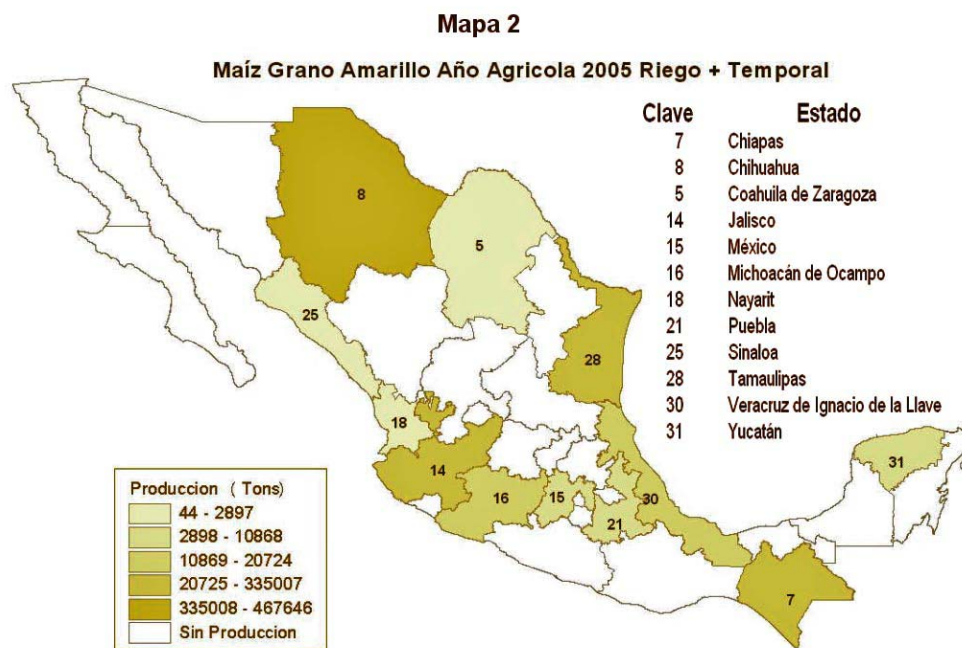 Mapa 2
Maíz Grano Amarillo Año Agricola 2005 Riego + Temporal
Clave Estado
7 Chiapas
8 Chihuahua
5 Coahuila de Zaragoza
14 Jalisco
15 México
16 Michoacán de Ocampo
18 Nayarit
21 Puebla
25 Sinaloa
28 Tamaulipas
30 Veracruz de Ignacio de la Llave
31 Yucatán
8
5
25
28
18
14
16
15
21
30
31
7
Produccion ( Tons)
44 - 2897
2898 - 10868
10869 - 20724
20725 - 335007
335008 - 467646
Sin Produccion